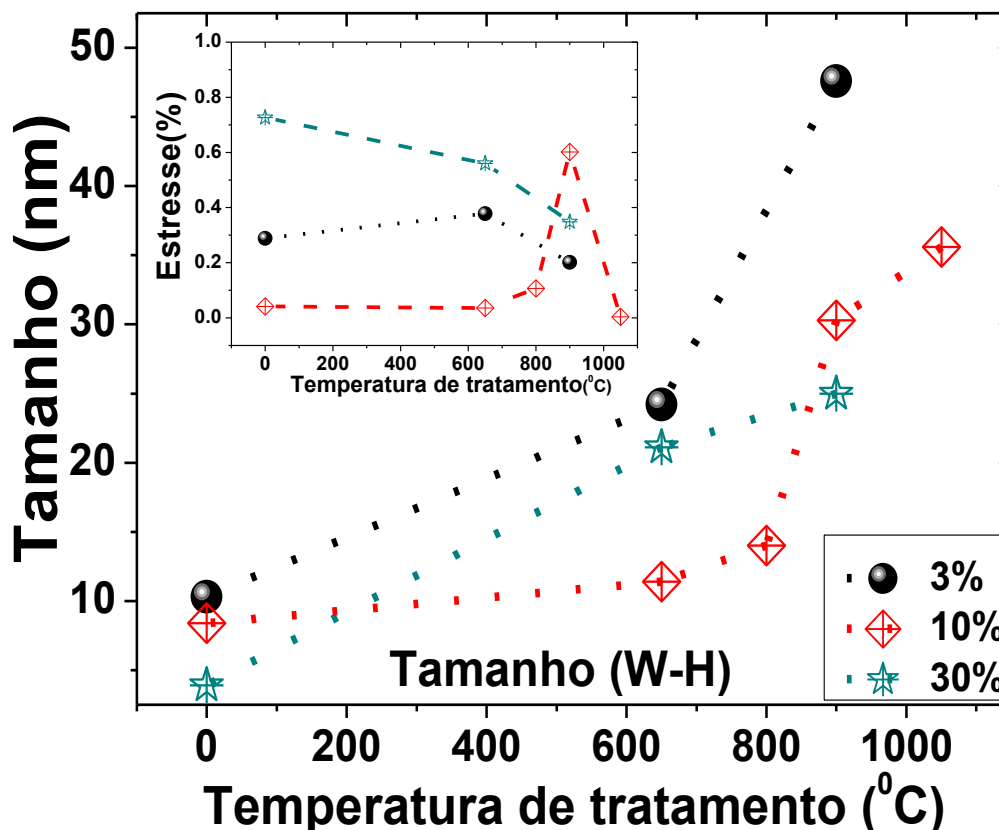 Tamanho (nm)
50
40
30
20
10
Estresse(%)
1.0
0.8
0.6
0.4
0.2
0.0
0 200 400 600 800 1000
Temperatura de tratamento(⁰C)
3%
10%
30%
Tamanho (W-H)
0 200 400 600 800 1000
Temperatura de tratamento (⁰C)